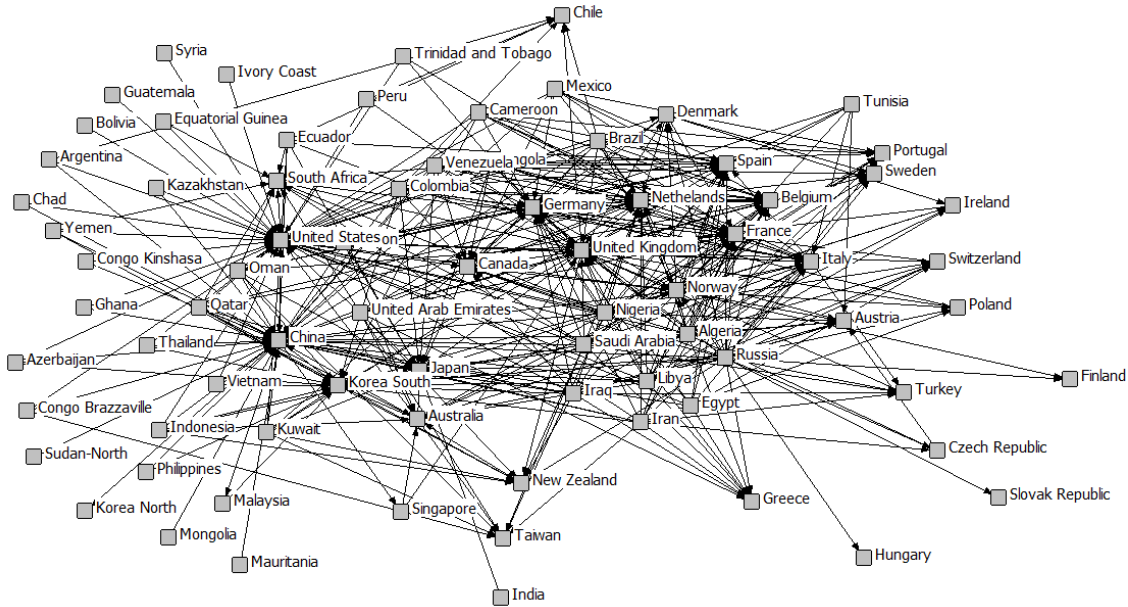 Chile
Syria
Trinidad and Tobago
Ivory Coast
Mexico
Guatemala
Peru
Tunisia
Cameroon
Denmark
Equatorial Guinea
Bolivia
Ecuador
Brazil
Argentina
Venezuela
gola
Spain
Portugal
Kazakhstan
South Africa
Colombia
Sweden
Chad
Germany
Nethelands
Belgium
Ireland
Yemen
United States
on
United Kingdom
France
Congo Kinshasa
Oman
Canada
Italy
Switzerland
Norway
Ghana
Qatar
United Arab Emirates
Nigeria
Poland
Austria
Thailand
China
Saudi Arabia
Algeria
Azerbaijan
Japan
Russia
Vietnam
Korea South
Iraq
Libya
Finland
Turkey
Congo Brazzaville
Indonesia
Kuwait
Australia
Egypt
Iran
Sudan-North
Czech Republic
Philippines
New Zealand
Korea North
Malaysia
Singapore
Greece
Slovak Republic
Mongolia
Taiwan
Mauritania
Hungary
India